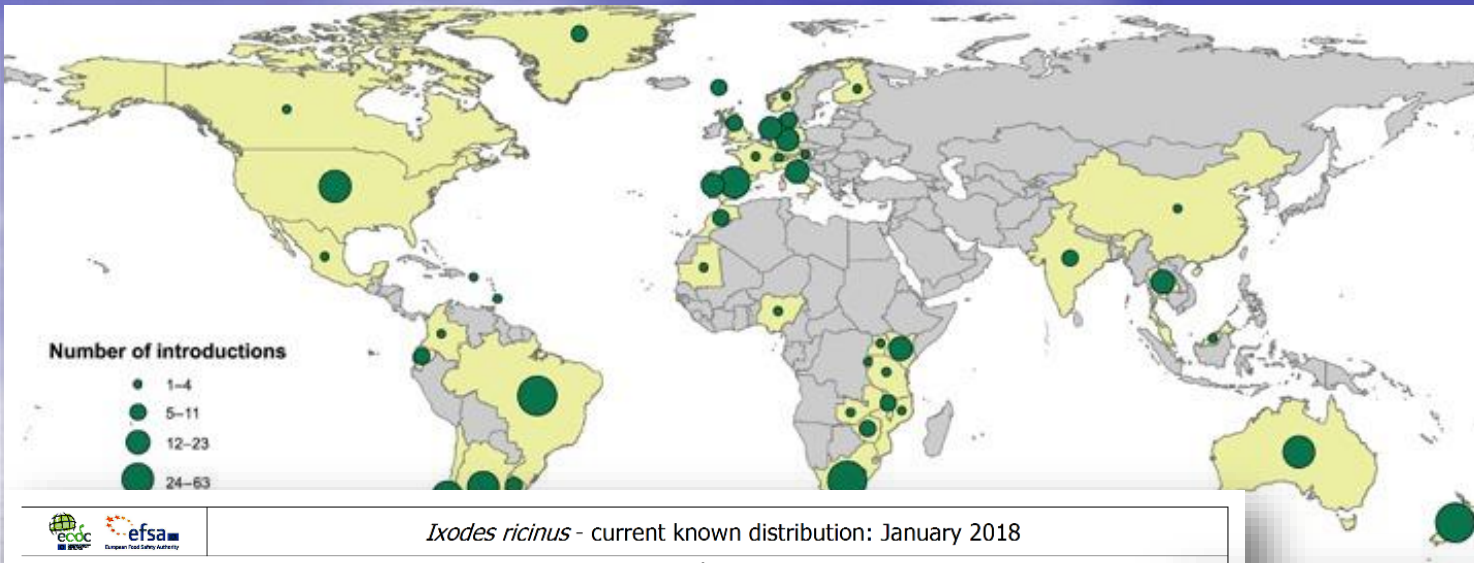 Number of introductions
1–4
5–11
12–23
24–63
ecdc
efsa
European Food Safety Authority
Ixodes ricinus - current known distribution: January 2018